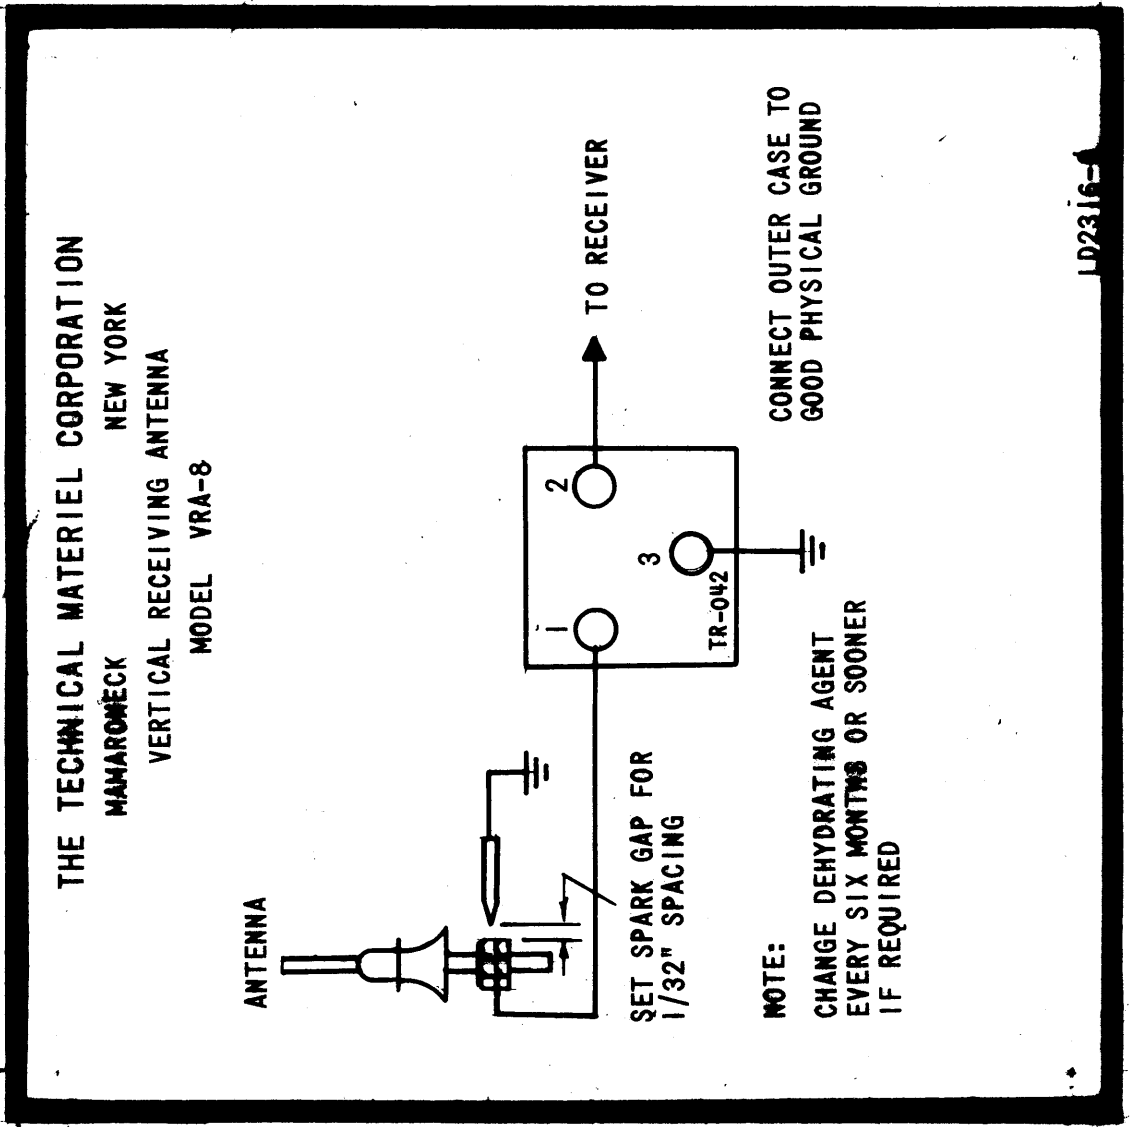 THE TECHNICAL MATERIEL CORPORATION
MAMARONECK NEW YORK
VERTICAL RECEIVING ANTENNA
MODEL VRA-8
ANTENNA
SET SPARK GAP FOR
1/32" SPACING
1
2
3
TR-042
TO RECEIVER
NOTE:
CHANGE DEHYDRATING AGENT
EVERY SIX MONTHS OR SOONER
IF REQUIRED
CONNECT OUTER CASE TO
GOOD PHYSICAL GROUND
LD2316-